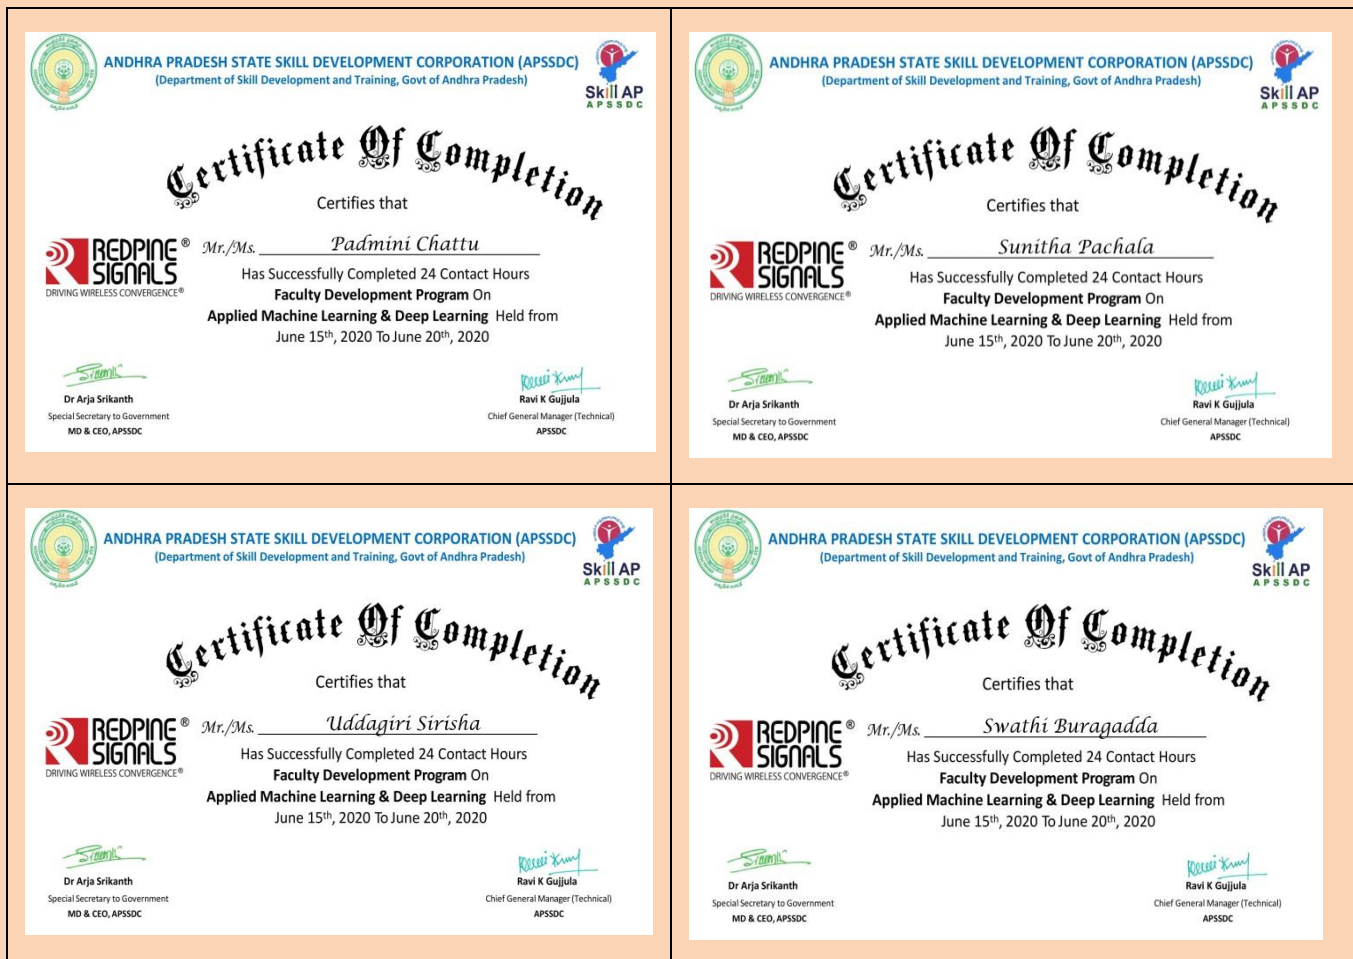 ANDHRA PRADESH STATE SKILL DEVELOPMENT CORPORATION (APSSDC)
(Department of Skill Development and Training, Govt of Andhra Pradesh)
Skill AP
APSSDC
Certificate Of Completion
Certifies that
REDPINE®
SIGNALS
DRIVING WIRELESS CONVERGENCE®
Mr./Ms. Padmini Chattu
Has Successfully Completed 24 Contact Hours
Faculty Development Program On
Applied Machine Learning & Deep Learning Held from
June 15th, 2020 To June 20th, 2020
Dr Arja Srikanth
Special Secretary to Government
MD & CEO, APSSDC
Ravi K Gujjula
Chief General Manager (Technical)
APSSDC
ANDHRA PRADESH STATE SKILL DEVELOPMENT CORPORATION (APSSDC)
(Department of Skill Development and Training, Govt of Andhra Pradesh)
Skill AP
APSSDC
Certificate Of Completion
Certifies that
REDPINE®
SIGNALS
DRIVING WIRELESS CONVERGENCE®
Mr./Ms. Sunitha Pachala
Has Successfully Completed 24 Contact Hours
Faculty Development Program On
Applied Machine Learning & Deep Learning Held from
June 15th, 2020 To June 20th, 2020
Dr Arja Srikanth
Special Secretary to Government
MD & CEO, APSSDC
Ravi K Gujjula
Chief General Manager (Technical)
APSSDC
ANDHRA PRADESH STATE SKILL DEVELOPMENT CORPORATION (APSSDC)
(Department of Skill Development and Training, Govt of Andhra Pradesh)
Skill AP
APSSDC
Certificate Of Completion
Certifies that
REDPINE®
SIGNALS
DRIVING WIRELESS CONVERGENCE®
Mr./Ms. Uddagiri Sirisha
Has Successfully Completed 24 Contact Hours
Faculty Development Program On
Applied Machine Learning & Deep Learning Held from
June 15th, 2020 To June 20th, 2020
Dr Arja Srikanth
Special Secretary to Government
MD & CEO, APSSDC
Ravi K Gujjula
Chief General Manager (Technical)
APSSDC
ANDHRA PRADESH STATE SKILL DEVELOPMENT CORPORATION (APSSDC)
(Department of Skill Development and Training, Govt of Andhra Pradesh)
Skill AP
APSSDC
Certificate Of Completion
Certifies that
REDPINE®
SIGNALS
DRIVING WIRELESS CONVERGENCE®
Mr./Ms. Swathi Buragadda
Has Successfully Completed 24 Contact Hours
Faculty Development Program On
Applied Machine Learning & Deep Learning Held from
June 15th, 2020 To June 20th, 2020
Dr Arja Srikanth
Special Secretary to Government
MD & CEO, APSSDC
Ravi K Gujjula
Chief General Manager (Technical)
APSSDC